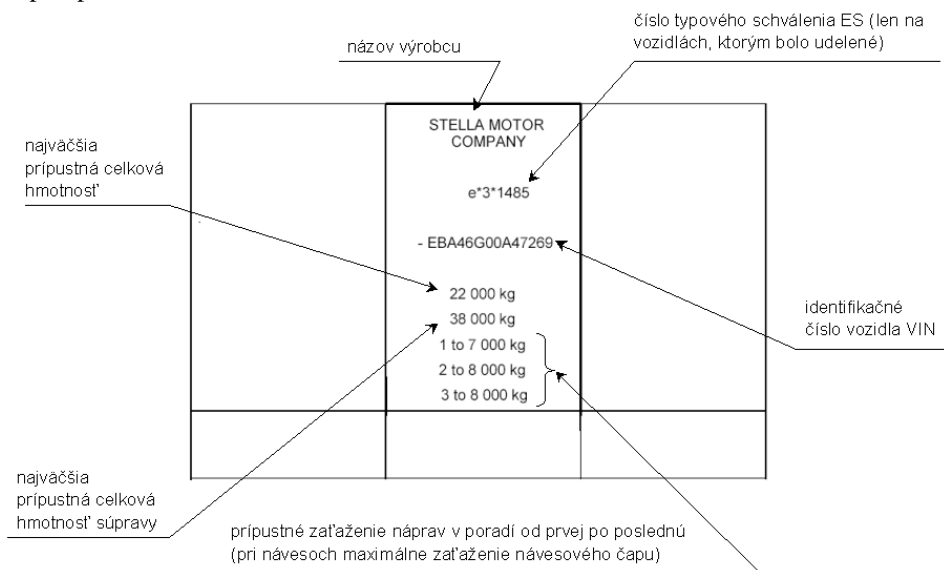 číslo typového schválenia ES (len na
vozidlách, ktorým bolo udelené)
názov výrobcu
STELLA MOTOR
COMPANY
najväčšia
prípustná celková
hmotnosť
e*3*1485
- EBA46G00A47269
22 000 kg
38 000 kg
identifikačné
číslo vozidla VIN
1 to 7 000 kg
2 to 8 000 kg
3 to 8 000 kg
najväčšia
prípustná celková
hmotnosť súpravy
prípustné zaťaženie náprav v poradí od prvej po poslednú
(pri návesoch maximálne zaťaženie návesového čapu)